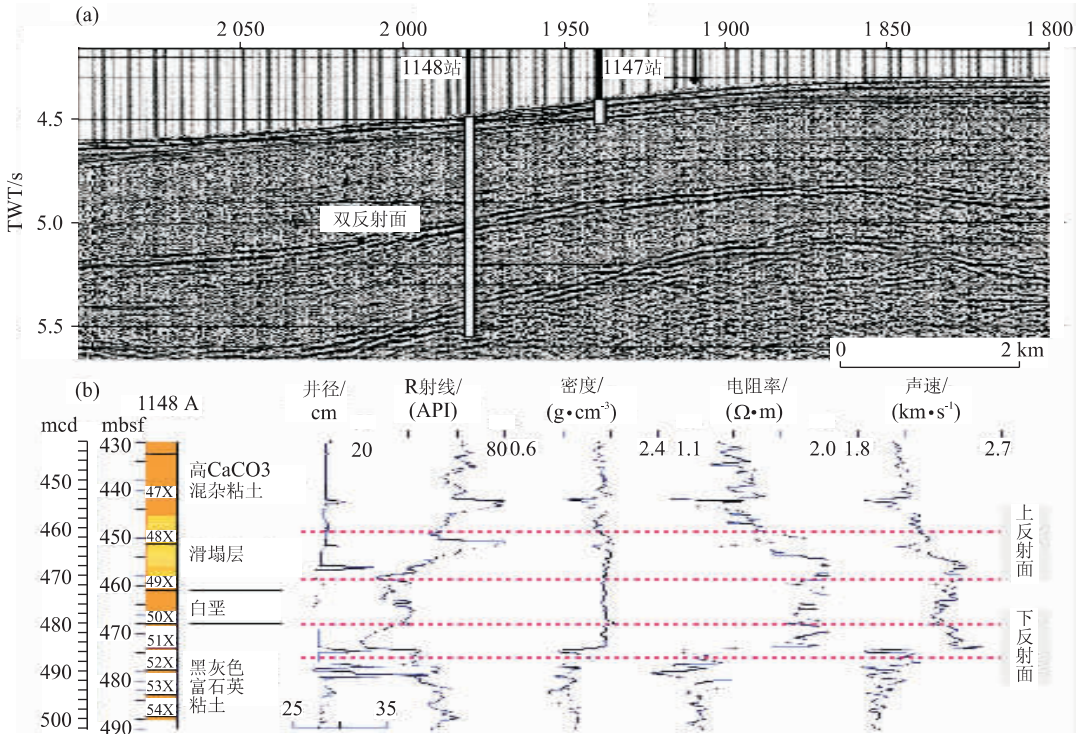 (a)
2 050
2 000
1 950
1 900
1 850
1 800
1148站
1147站
TWT/s
4.5
5.0
5.5
双反射面
0
2 km
(b)
1148 A
mcd
mbsf
井径/
cm
R射线/
(API)
密度/
(g•cm-3)
电阻率/
(Ω•m)
声速/
(km•s-1)
20
80
0.6
2.4
1.1
2.0
1.8
2.7
450
460
470
480
490
500
430
440
450
460
470
480
490
47X
48X
49X
50X
51X
52X
53X
54X
高CaCO3
混杂粘土
滑塌层
白垩
黑灰色
富石英
粘土
25
35
上反射面
下反射面